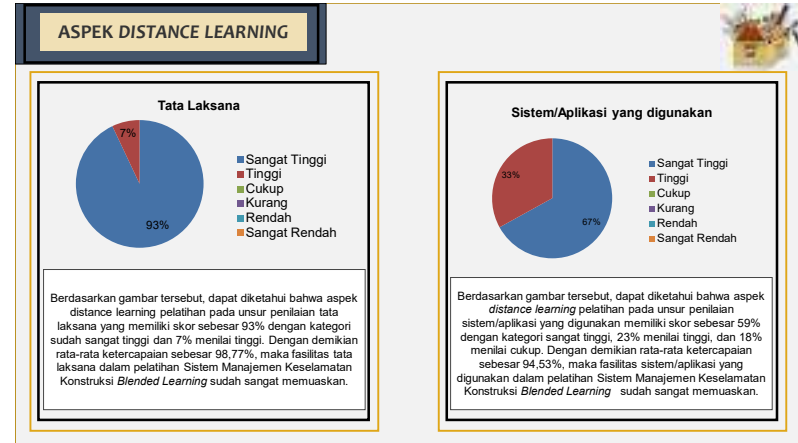 ASPEK DISTANCE LEARNING
Tata Laksana
7%
93%
Sangat Tinggi
Tinggi
Cukup
Kurang
Rendah
Sangat Rendah
Berdasarkan gambar tersebut, dapat diketahui bahwa aspek
distance learning pelatihan pada unsur penilaian tata
laksana yang memiliki skor sebesar 93% dengan kategori
sudah sangat tinggi dan 7% menilai tinggi. Dengan demikian
rata-rata ketercapaian sebesar 98,77%, maka fasilitas tata
laksana dalam pelatihan Sistem Manajemen Keselamatan
Konstruksi Blended Learning sudah sangat memuaskan.
Sistem/Aplikasi yang digunakan
33%
67%
Sangat Tinggi
Tinggi
Cukup
Kurang
Rendah
Sangat Rendah
Berdasarkan gambar tersebut, dapat diketahui bahwa aspek
distance learning pelatihan pada unsur penilaian
sistem/aplikasi yang digunakan memiliki skor sebesar 59%
dengan kategori sangat tinggi, 23% menilai tinggi, dan 18%
menilai cukup. Dengan demikian rata-rata ketercapaian
sebesar 94,53%, maka fasilitas sistem/aplikasi yang
digunakan dalam pelatihan Sistem Manajemen Keselamatan
Konstruksi Blended Learning sudah sangat memuaskan.